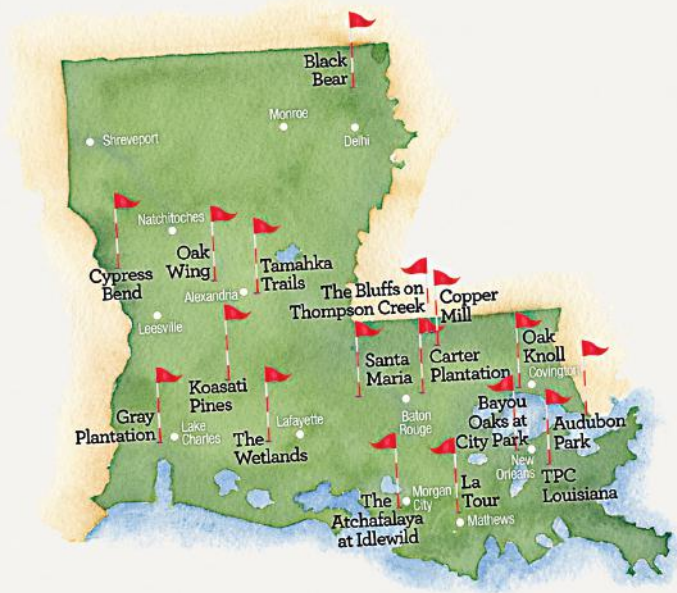 Black
Bear
Monroe
Shreveport
Delhi
Natchitoches
Oak
Wing
Cypress
Bend
Tamahka
Trails
Alexandria
The Bluffs on
Thompson Creek
Copper
Mill
Leesville
Oak
Knoll
Santa
Maria
Carter
Plantation
Covington
Koasati
Pines
Bayou
Oaks at
City Park
Gray
Plantation
Lake
Charles
The
Wetlands
Lafayette
Baton
Rouge
Audubon
Park
New
Orleans
TPC
Louisiana
La
Tour
The
Atchafalaya
at Idlewild
Morgan
City
Mathews